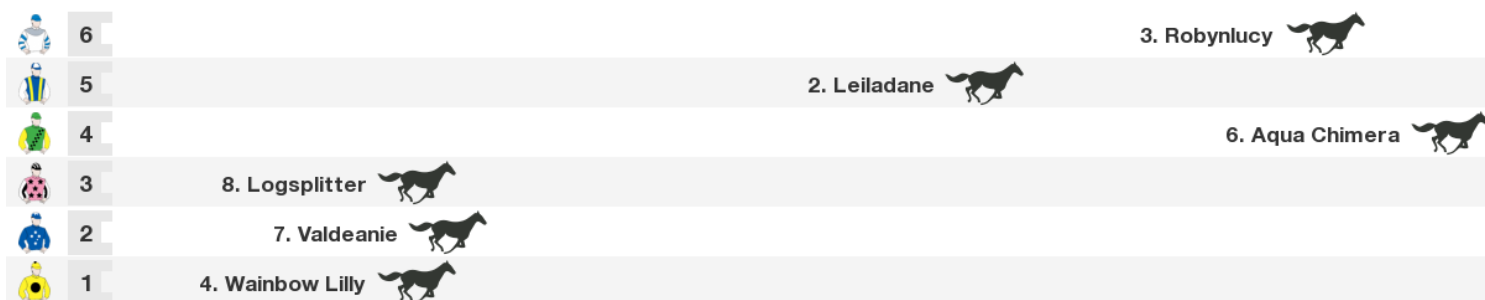 6 3. Robynlucy
5 2. Leiladane
4 6. Aqua Chimera
3 8. Logsplitter
2 7. Valdeanie
1 4. Wainbow Lilly